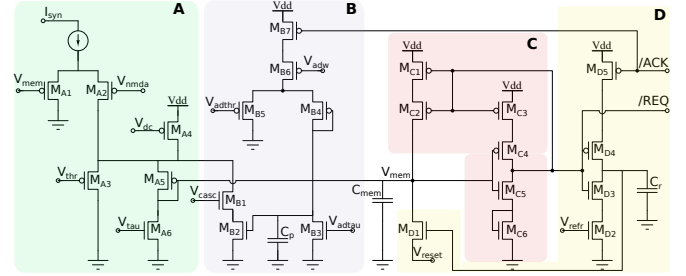 A
B
C
D
Isyn
Vdd
MB7
Vdd
Vdd
/ACK
MB6
Vadw
MC1
MD5
Vmem
MA1
MA2
Vnmda
Vdd
Vdd
/REQ
Vadthr
MB5
MB4
MC2
MC3
Vdc
MA4
MC4
MD4
Vthr
MA3
MA5
Vmem
Vcasc
MB1
Cmem
MC5
MD3
Cr
Vtau
MA6
MB2
Cp
MB3
Vadtau
MD1
MC6
Vrefr
MD2
Vreset